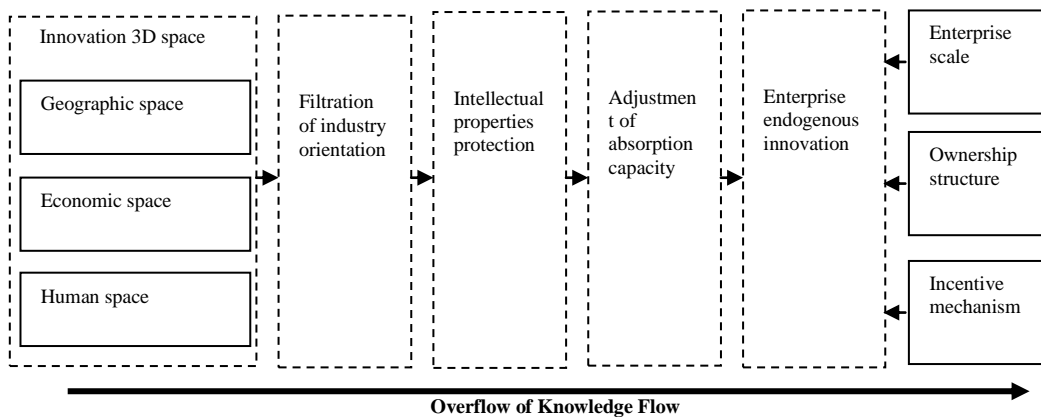 Innovation 3D space
Geographic space
Economic space
Human space
Filtration
of industry
orientation
Intellectual
properties
protection
Adjustmen
t of
absorption
capacity
Enterprise
endogenous
innovation
Enterprise
scale
Ownership
structure
Incentive
mechanism
Overflow of Knowledge Flow